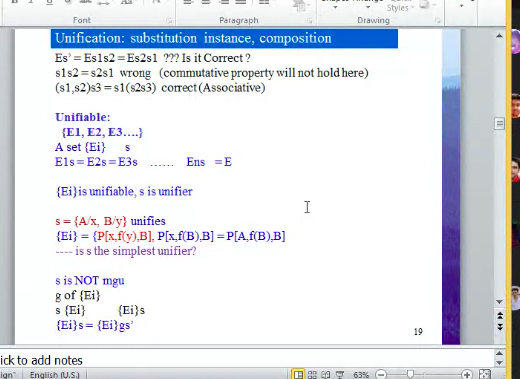 Styles
Font
Paragraph
Drawing
Unification: substitution instance, composition
Es' = Es1s2 = Es2s1 ??? Is it Correct ?
s1s2 = s2s1 wrong (commutative property will not hold here)
(s1,s2)s3 = s1(s2s3) correct (Associative)
Unifiable:
{E1, E2, E3….}
A set {Ei} s
E1s = E2s = E3s …… Ens = E
{Ei}is unifiable, s is unifier
s = {A/x, B/y} unifies
{Ei} = {P[x,f(y),B], P[x,f(B),B] = P[A,f(B),B]
---- is s the simplest unifier?
s is NOT mgu
g of {Ei}
s {Ei} {Ei}s
{Ei}s = {Ei}gs'
19
ick to add notes
English (U.S.)
63%